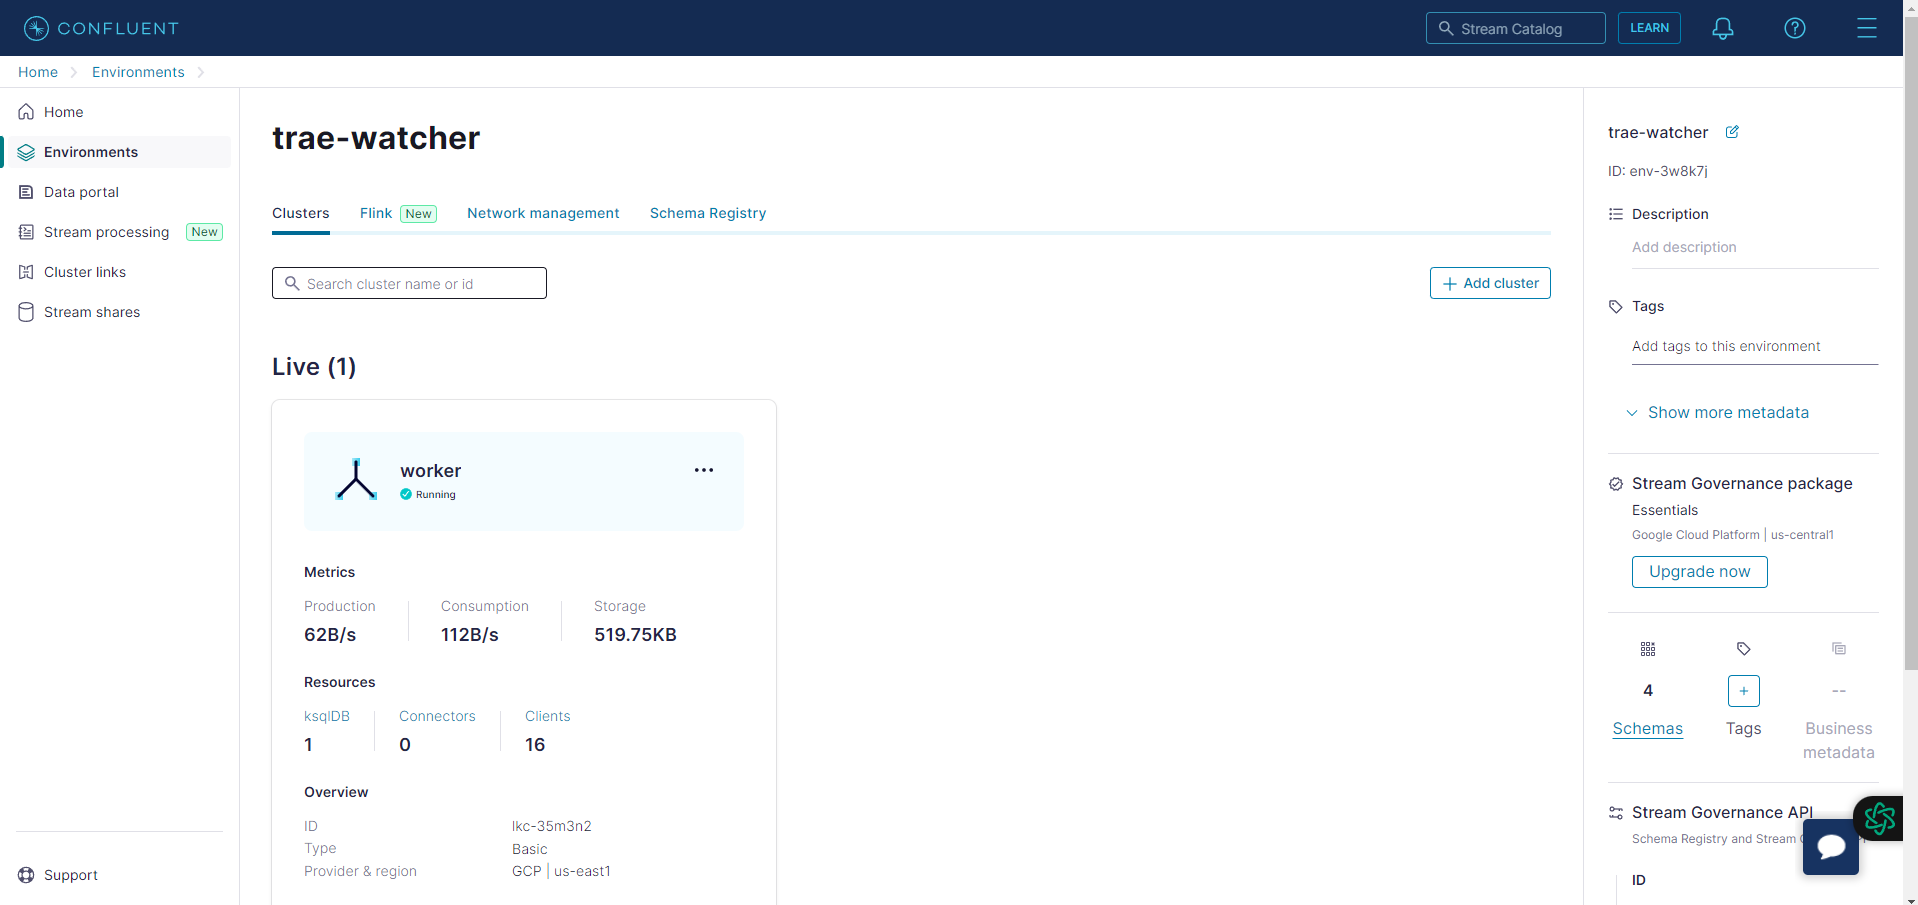 CONFLUENT
Stream Catalog
LEARN
Home
Environments
Home
Environments
Data portal
Stream processing New
Cluster links
Stream shares
Support
trae-watcher
Clusters Flink New Network management Schema Registry
Search cluster name or id
Add cluster
Live (1)
worker
Running
Metrics
Production Consumption Storage
62B/s 112B/s 519.75KB
Resources
ksqlDB Connectors Clients
1 0 16
Overview
ID lkc-35m3n2
Type Basic
Provider & region GCP | us-east1
trae-watcher
ID: env-3w8k7j
Description
Add description
Tags
Add tags to this environment
Show more metadata
Stream Governance package
Essentials
Google Cloud Platform | us-central1
Upgrade now
4 + --
Schemas Tags Business
metadata
Stream Governance API
Schema Registry and Stream
ID